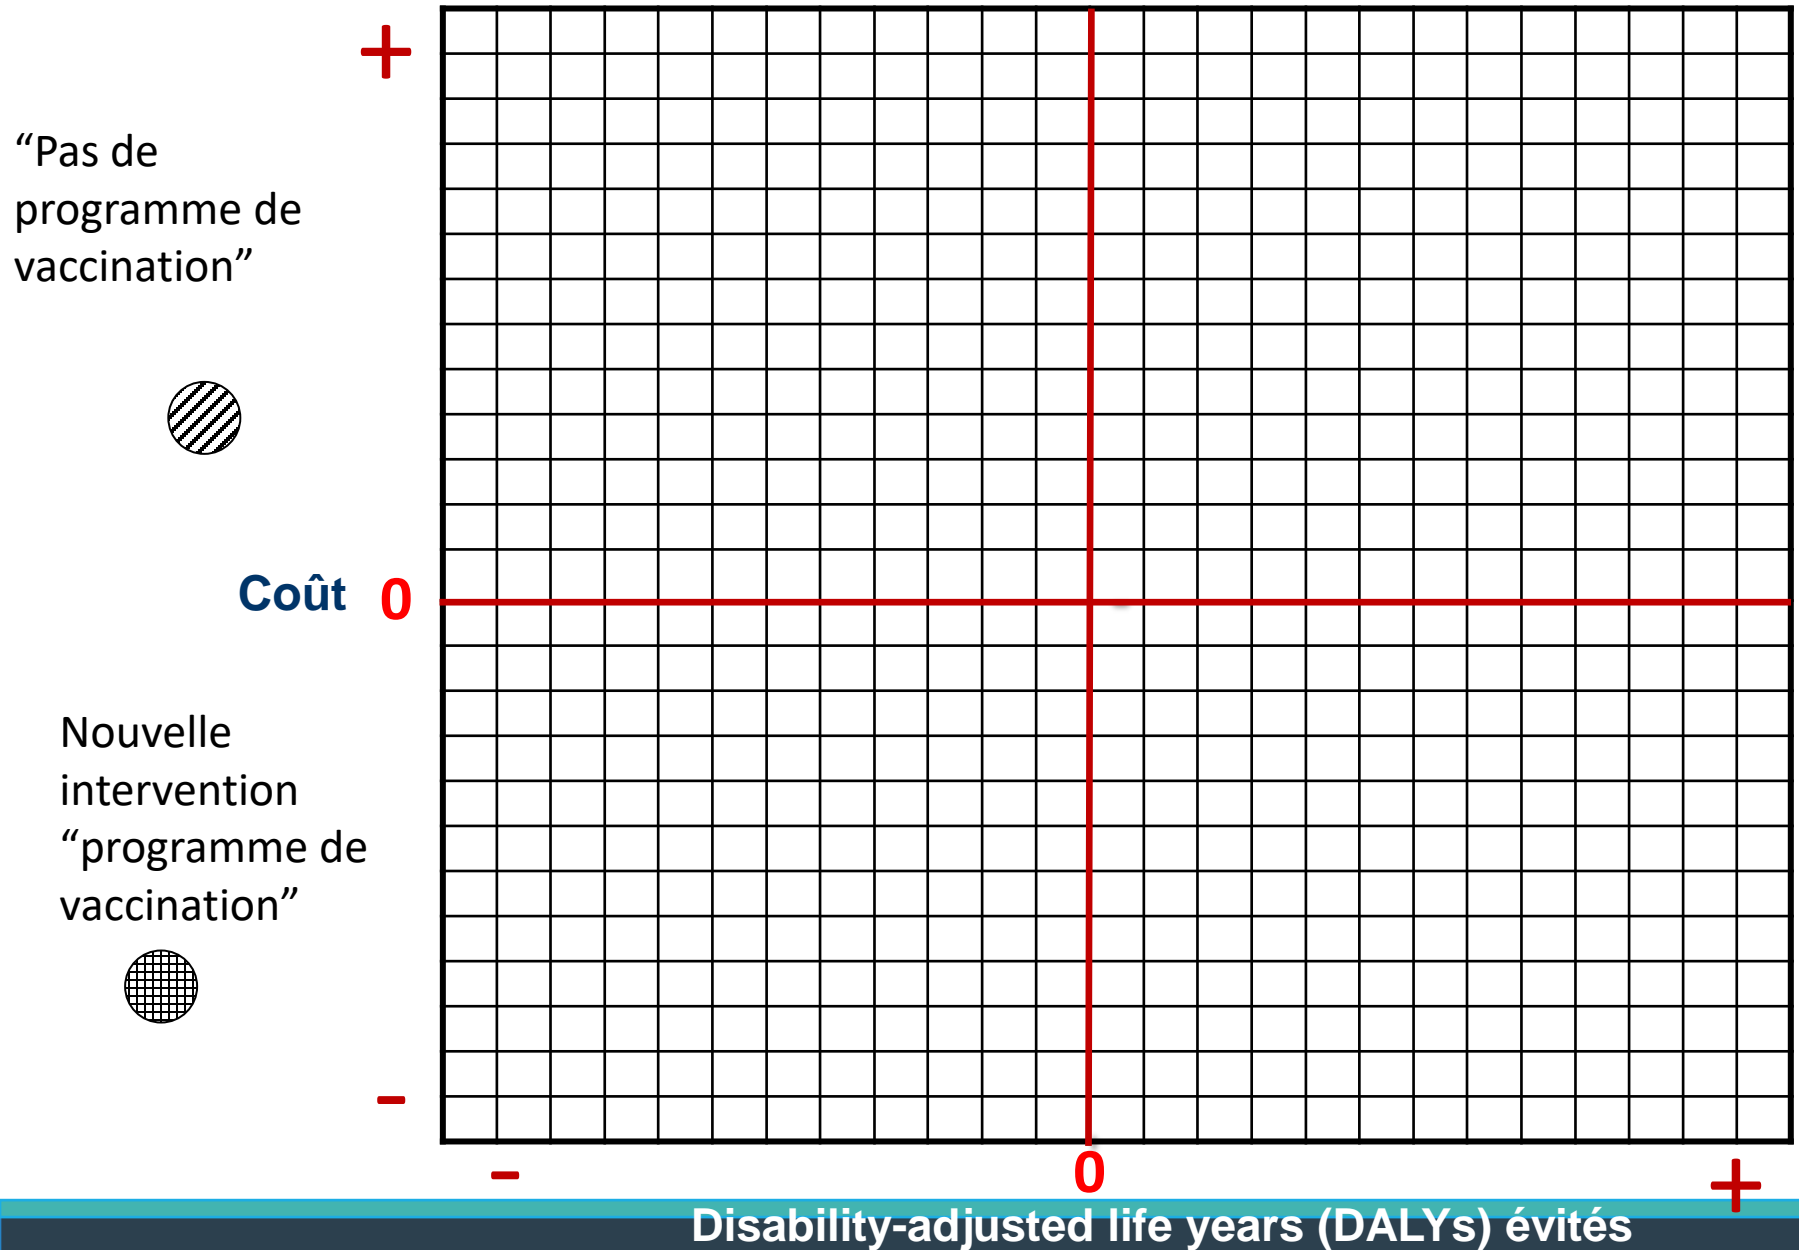 +
“Pas de
programme de
vaccination”
Coût 0
Nouvelle
intervention
“programme de
vaccination”
-
- 0 +
Disability-adjusted life years (DALYs) évités